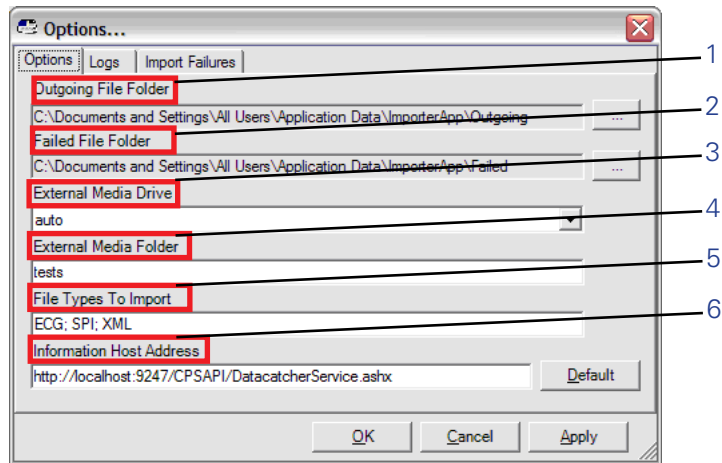 Options...
Options Logs Import Failures
1
Outgoing File Folder
C:\Documents and Settings\All Users\Application Data\ImporterApp\Outgoing ...
2
Failed File Folder
C:\Documents and Settings\All Users\Application Data\ImporterApp\Failed ...
3
External Media Drive
auto
4
External Media Folder
tests
5
File Types To Import
ECG; SPI; XML
6
Information Host Address
http://localhost:9247/CPSAPI/DatacatcherService.ashx Default
OK Cancel Apply